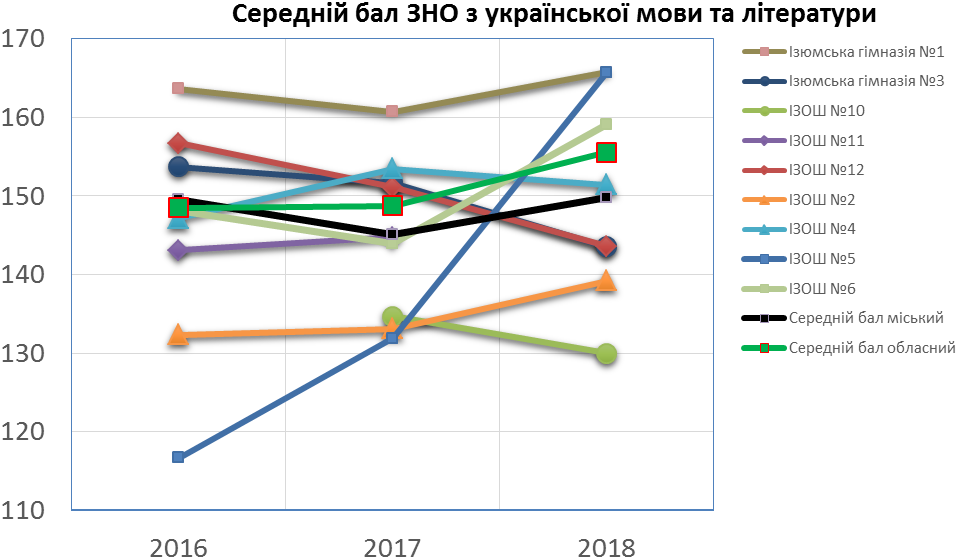 Середній бал ЗНО з української мови та літератури
170
160
150
140
130
120
110
2016
2017
2018
Ізюмська гімназія №1
Ізюмська гімназія №3
ІЗОШ №10
ІЗОШ №11
ІЗОШ №12
ІЗОШ №2
ІЗОШ №4
ІЗОШ №5
ІЗОШ №6
Середній бал міський
Середній бал обласний